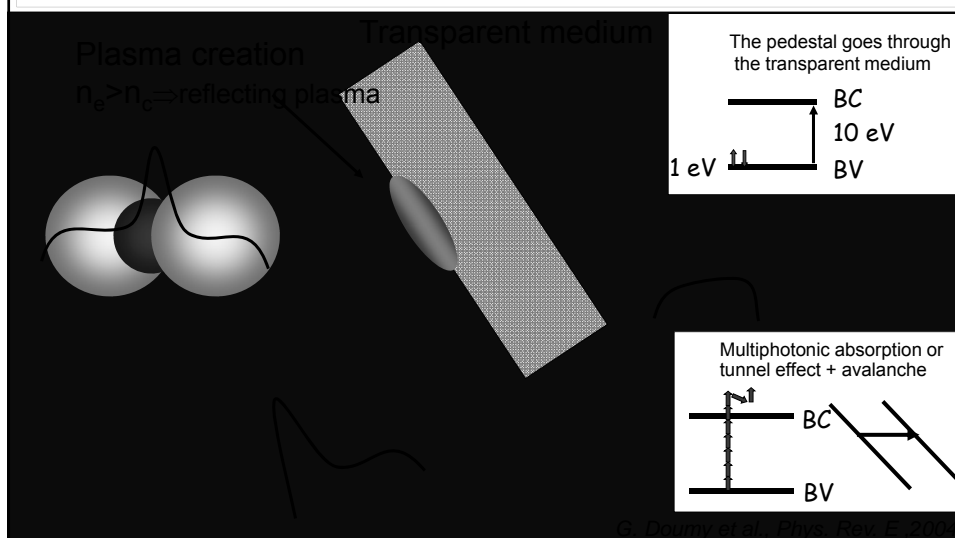 Transparent medium
Plasma creation
nₑ>n꜀⇒reflecting plasma
The pedestal goes through
the transparent medium
BC
10 eV
1 eV
BV
Multiphotonic absorption or
tunnel effect + avalanche
BC
BV
G. Doumy et al., Phys. Rev. E ,2004